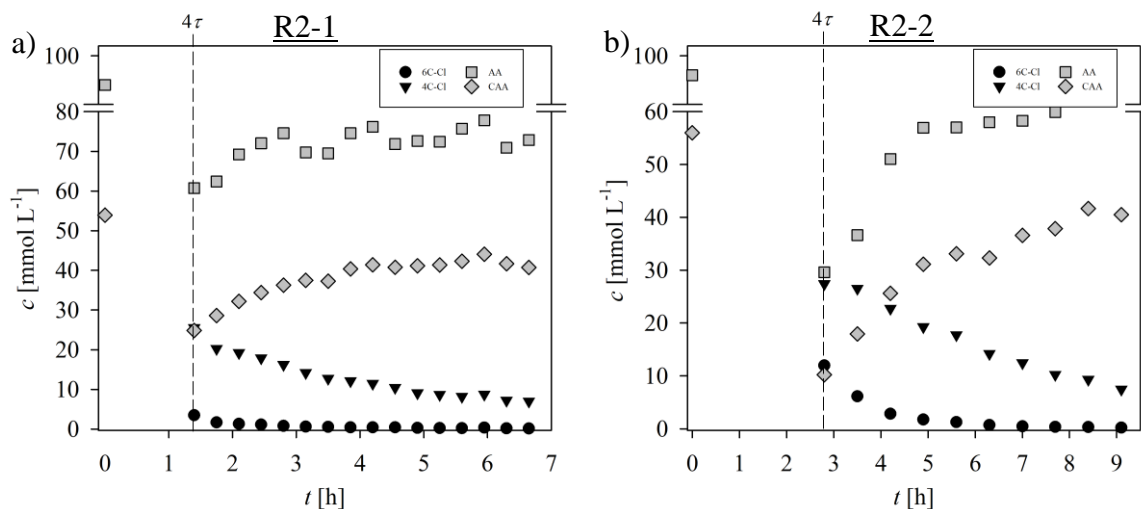 a)
R2-1
4τ
6C-Cl AA
4C-Cl CAA
100
80
70
60
50
40
30
20
10
0
c [mmol L⁻¹]
0 1 2 3 4 5 6 7
t [h]
b)
R2-2
4τ
6C-Cl AA
4C-Cl CAA
100
60
50
40
30
20
10
0
c [mmol L⁻¹]
0 1 2 3 4 5 6 7 8 9
t [h]